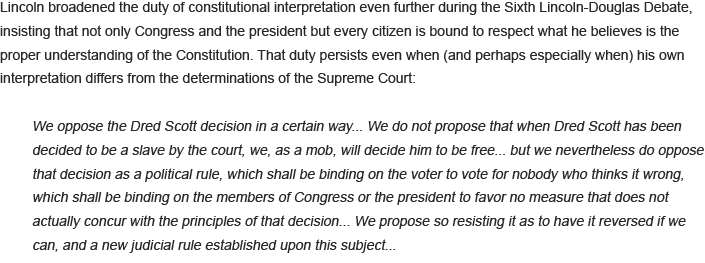 Lincoln broadened the duty of constitutional interpretation even further during the Sixth Lincoln-Douglas Debate,
insisting that not only Congress and the president but every citizen is bound to respect what he believes is the
proper understanding of the Constitution. That duty persists even when (and perhaps especially when) his own
interpretation differs from the determinations of the Supreme Court:
We oppose the Dred Scott decision in a certain way... We do not propose that when Dred Scott has been
decided to be a slave by the court, we, as a mob, will decide him to be free... but we nevertheless do oppose
that decision as a political rule, which shall be binding on the voter to vote for nobody who thinks it wrong,
which shall be binding on the members of Congress or the president to favor no measure that does not
actually concur with the principles of that decision... We propose so resisting it as to have it reversed if we
can, and a new judicial rule established upon this subject...